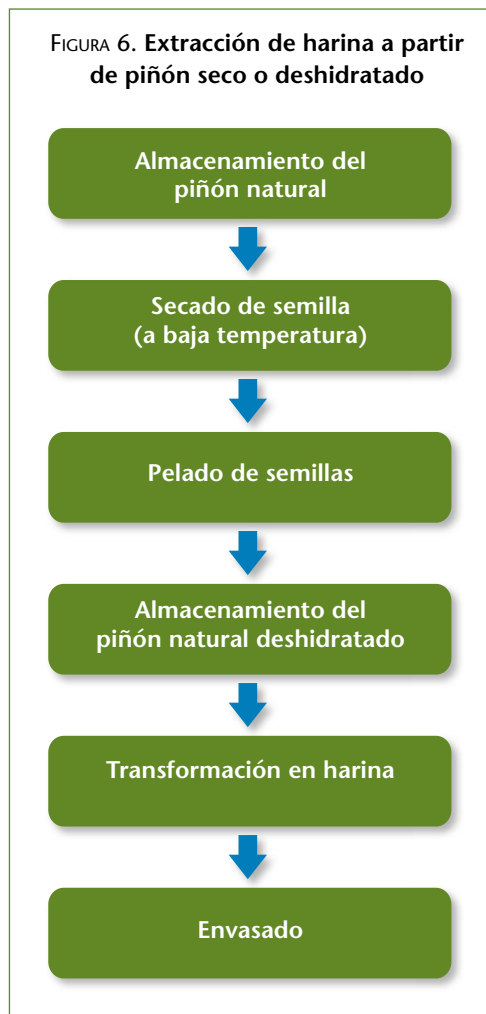 FIGURA 6. Extracción de harina a partir
de piñón seco o deshidratado
Almacenamiento del
piñón natural
Secado de semilla
(a baja temperatura)
Pelado de semillas
Almacenamiento del
piñón natural deshidratado
Transformación en harina
Envasado